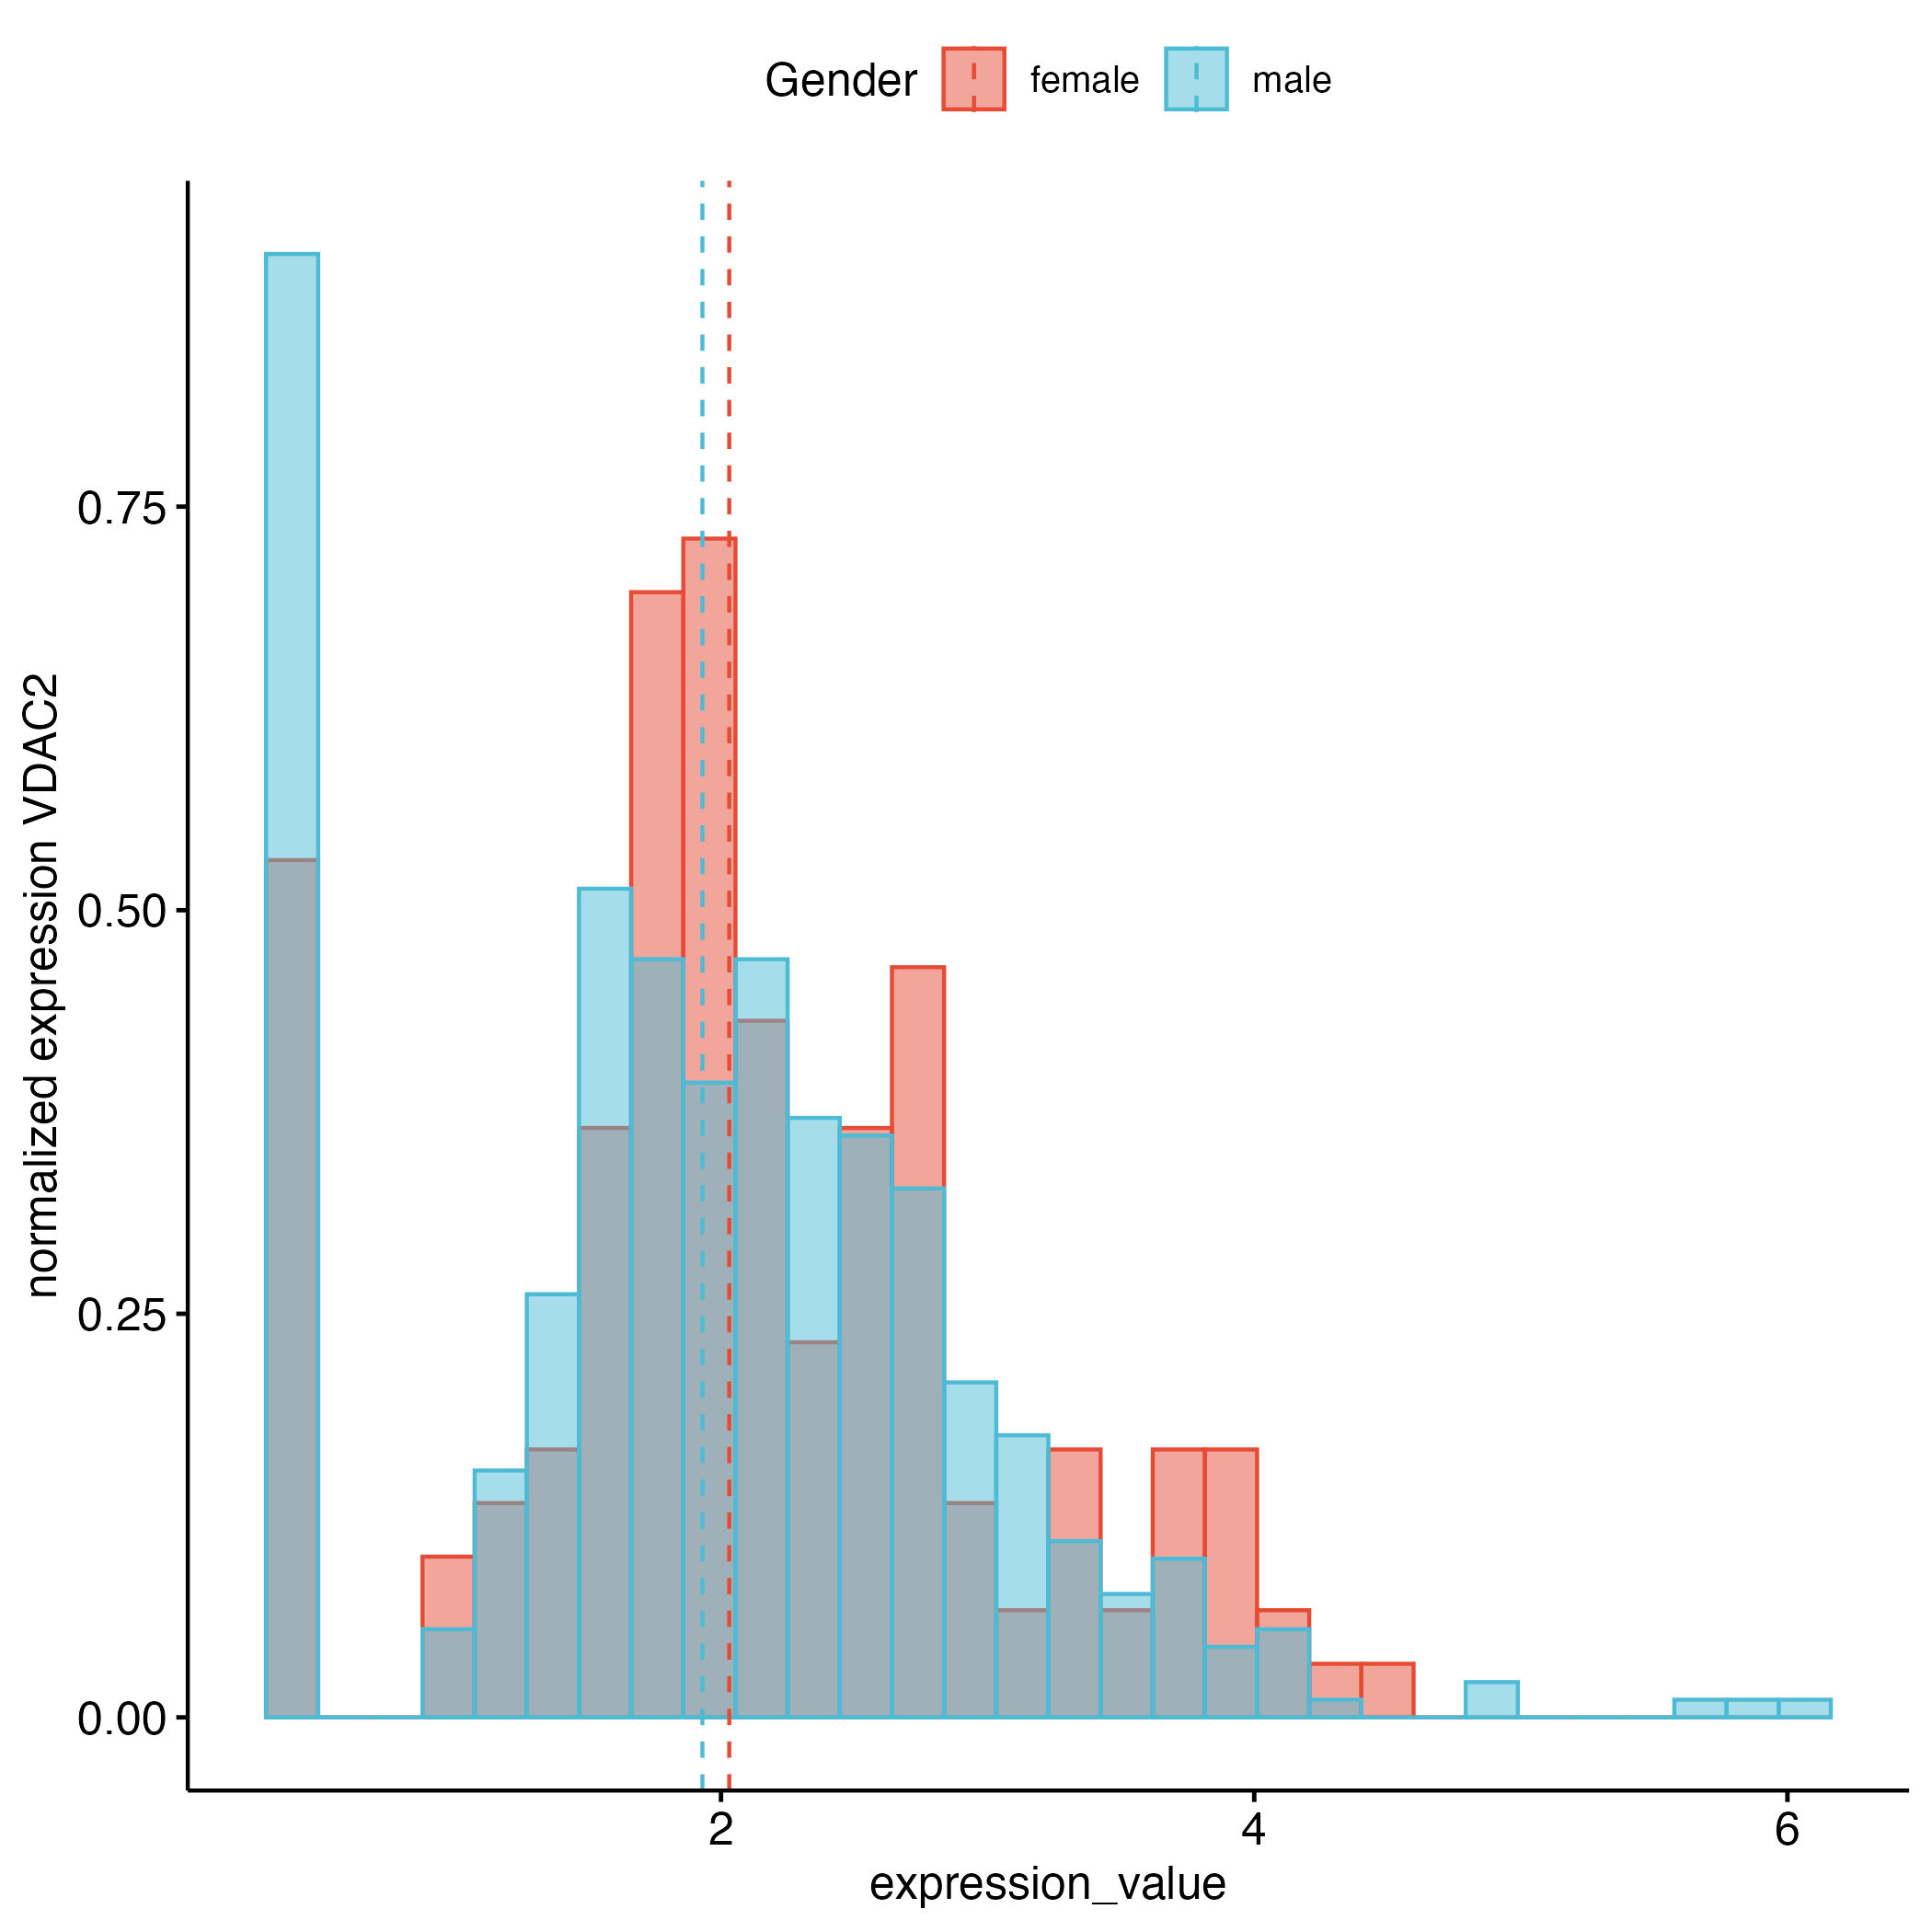 Gender female male
normalized expression VDAC2
0.75
0.50
0.25
0.00
2 4 6
expression_value